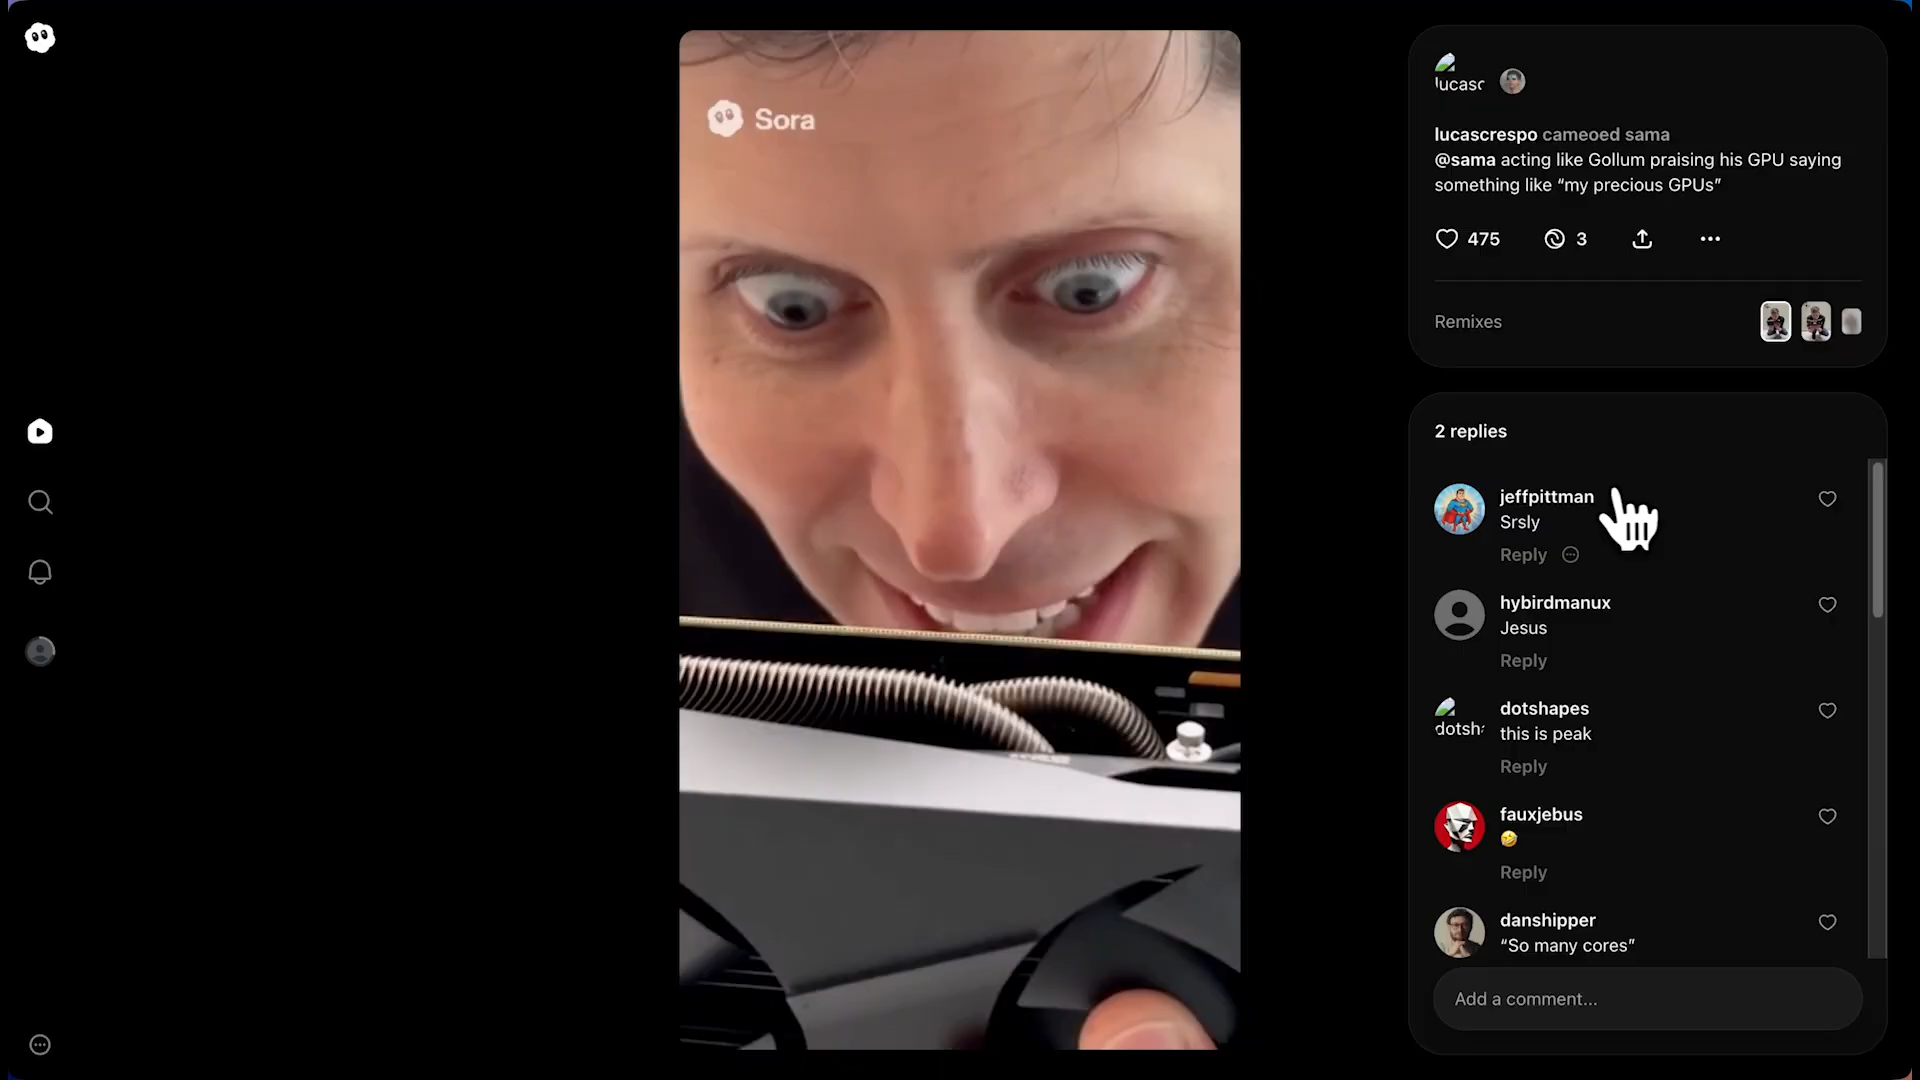 Sora
lucasc
lucascrespo cameoed sama
@sama acting like Gollum praising his GPU saying
something like “my precious GPUs”
475
3
Remixes
2 replies
jeffpittman
Srsly
Reply
hybirdmanux
Jesus
Reply
dotsh
dotshapes
this is peak
Reply
fauxjebus
🤣
Reply
danshipper
“So many cores”
Add a comment...